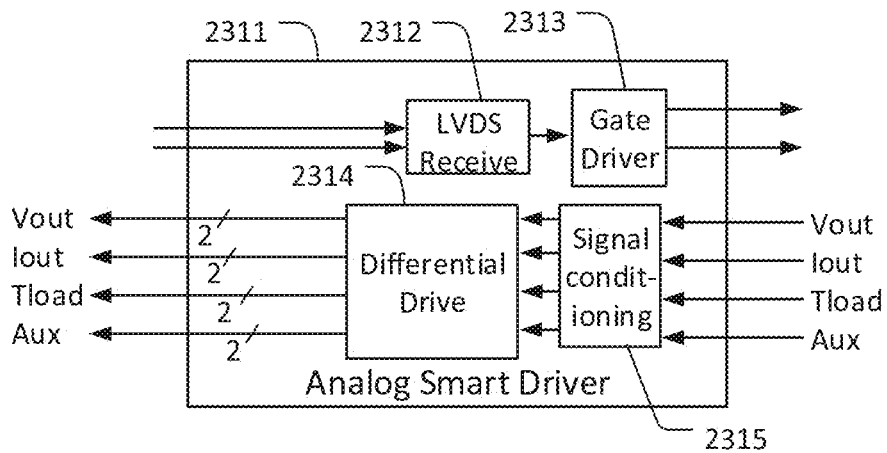 2311
2312
2313
LVDS
Receive
Gate
Driver
2314
Vout
Iout
Tload
Aux
2
2
2
2
Differential
Drive
Signal
condit-
ioning
Vout
Iout
Tload
Aux
Analog Smart Driver
2315